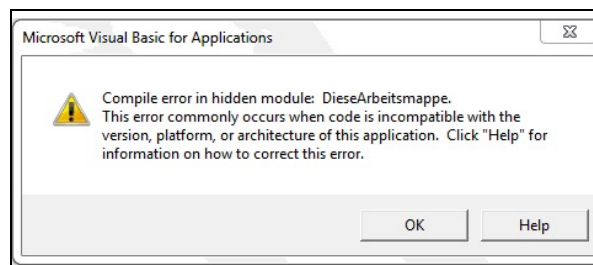 Microsoft Visual Basic for Applications
Compile error in hidden module:  DieseArbeitsmappe.
This error commonly occurs when code is incompatible with the
version, platform, or architecture of this application.  Click "Help" for
information on how to correct this error.
OK
Help